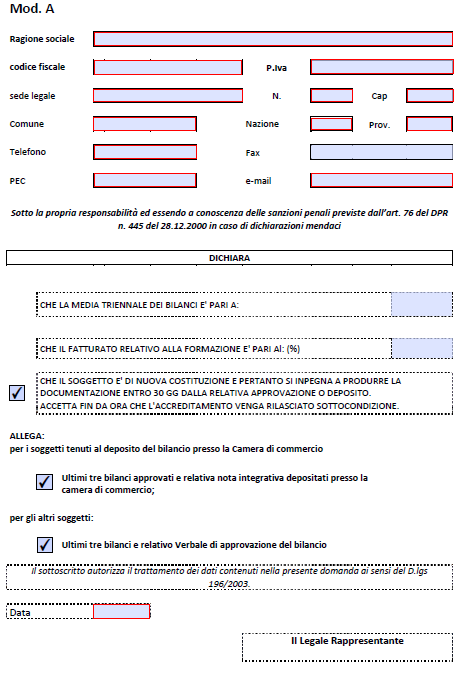 Mod. A
Ragione sociale
codice fiscale P.Iva
sede legale N. Cap
Comune Nazione Prov.
Telefono Fax
PEC e-mail
Sotto la propria responsabilità ed essendo a conoscenza delle sanzioni penali previste dall'art. 76 del DPR
n. 445 del 28.12.2000 in caso di dichiarazioni mendaci
DICHIARA
CHE LA MEDIA TRIENNALE DEI BILANCI E' PARI A:
CHE IL FATTURATO RELATIVO ALLA FORMAZIONE E' PARI Al: (%)
CHE IL SOGGETTO E' DI NUOVA COSTITUZIONE E PERTANTO SI INPEGNA A PRODURRE LA
DOCUMENTAZIONE ENTRO 30 GG DALLA RELATIVA APPROVAZIONE O DEPOSITO.
ACCETTA FIN DA ORA CHE L'ACCREDITAMENTO VENGA RILASCIATO SOTTOCONDIZIONE.
ALLEGA:
per i soggetti tenuti al deposito del bilancio presso la Camera di commercio
Ultimi tre bilanci approvati e relativa nota integrativa depositati presso la
camera di commercio;
per gli altri soggetti:
Ultimi tre bilanci e relativo Verbale di approvazione del bilancio
Il sottoscritto autorizza il trattamento dei dati contenuti nella presente domanda ai sensi del D.lgs
196/2003.
Data
Il Legale Rappresentante